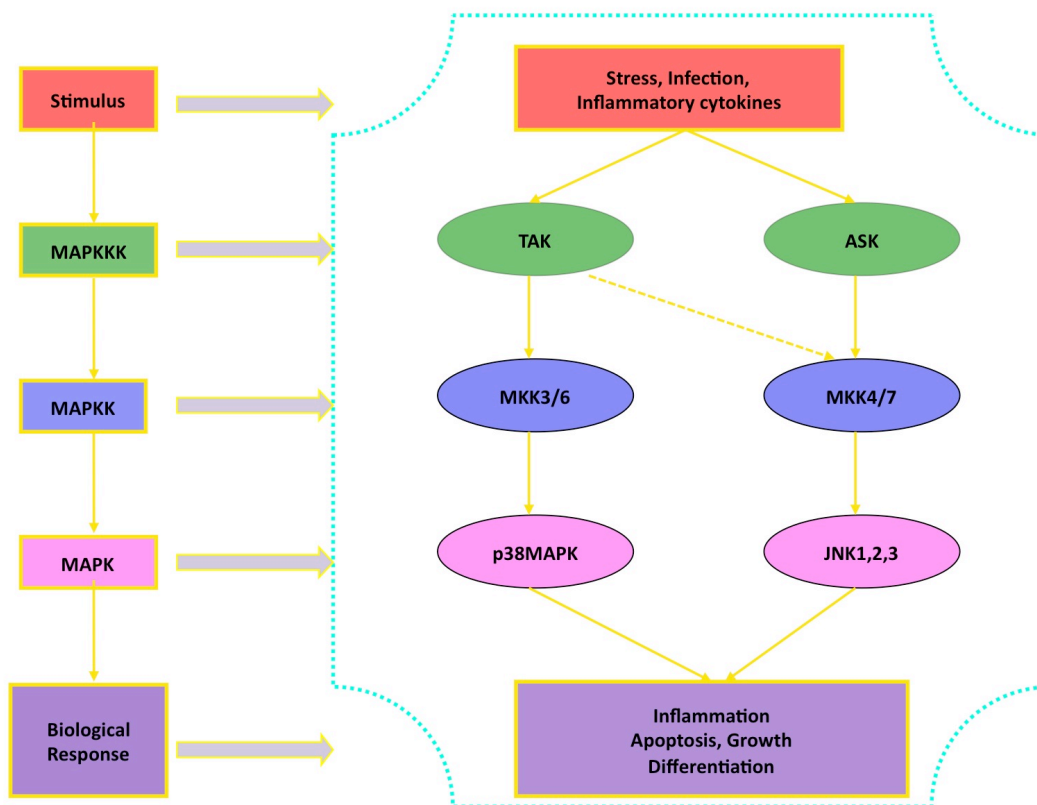 Stimulus
Stress, Infection,
Inflammatory cytokines
MAPKKK
TAK
ASK
MAPKK
MKK3/6
MKK4/7
MAPK
p38MAPK
JNK1,2,3
Biological
Response
Inflammation
Apoptosis, Growth
Differentiation